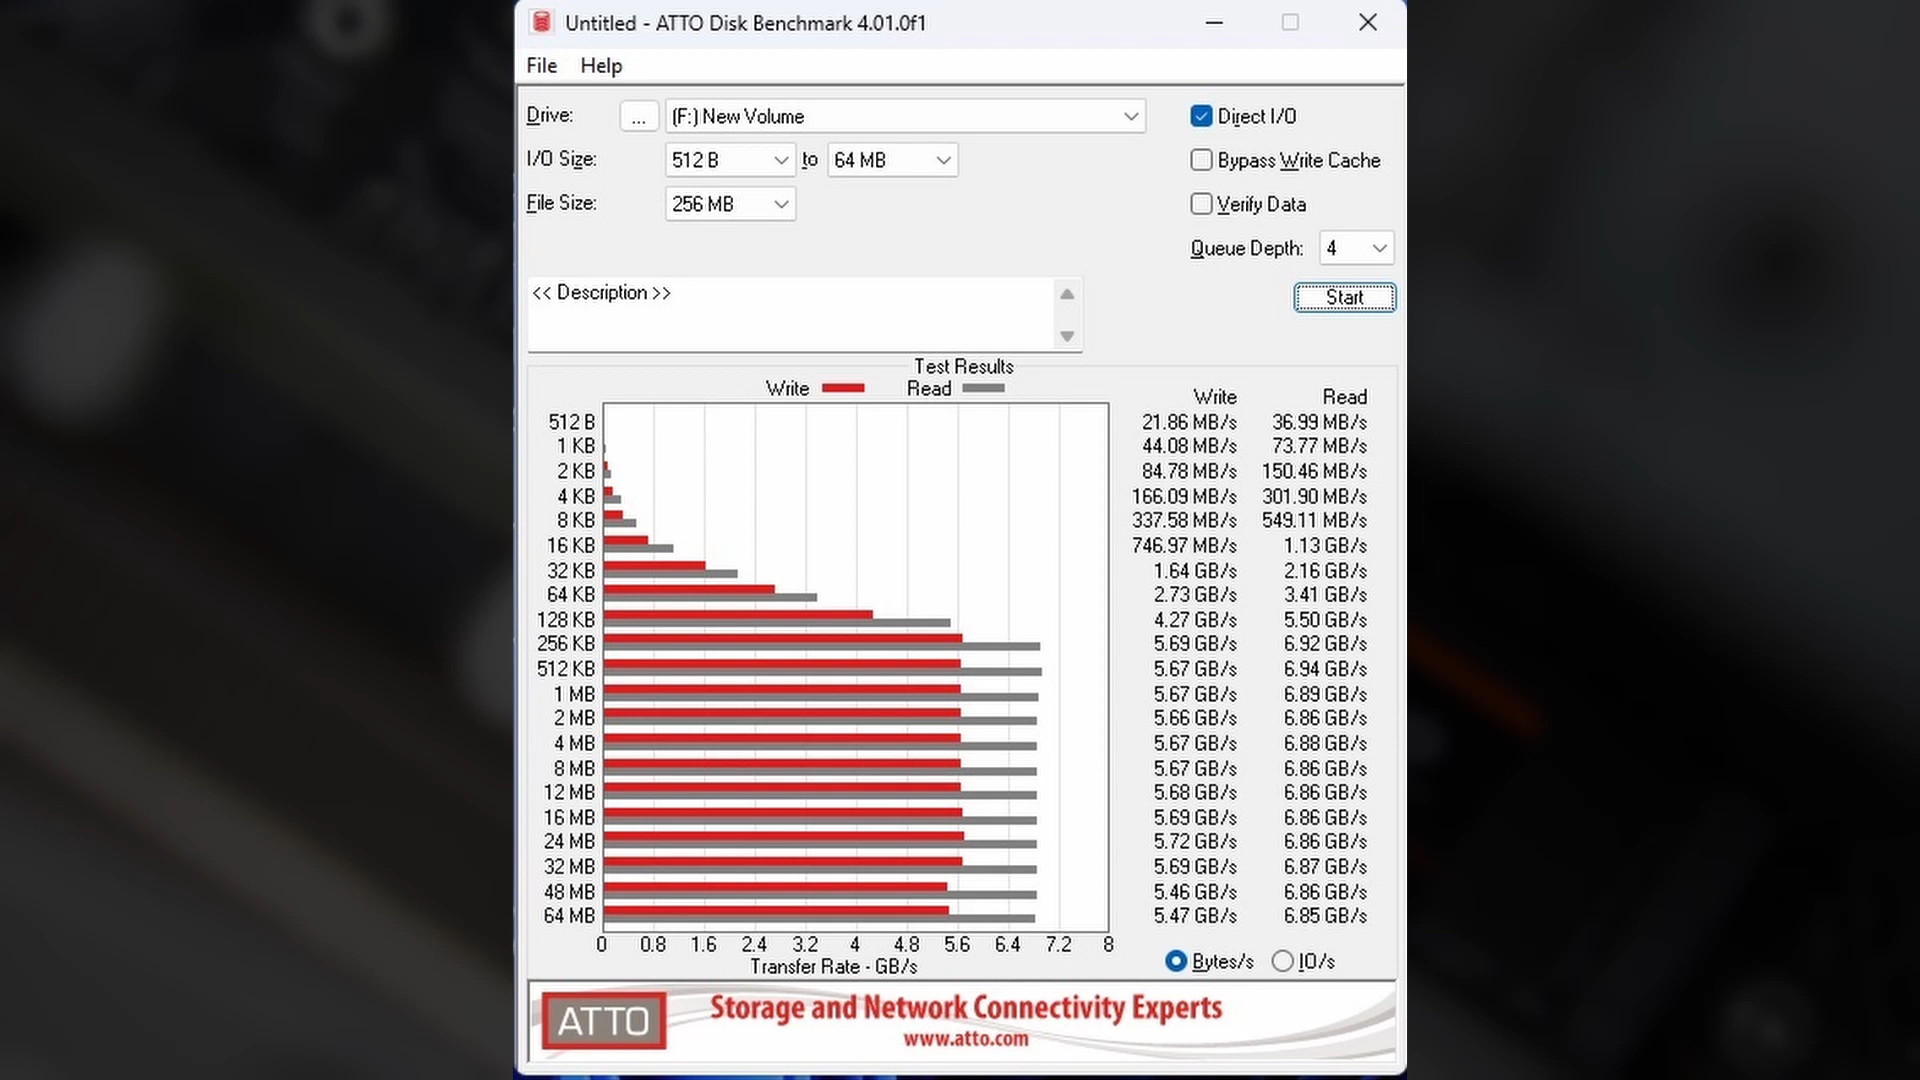 Untitled - ATTO Disk Benchmark 4.01.0f1
File Help
Drive: ... (F:) New Volume
Direct I/O
I/O Size: 512 B to 64 MB
Bypass Write Cache
File Size: 256 MB
Verify Data
Queue Depth: 4
<< Description >>
Start
Test Results
Write Read
Write Read
512 B 21.86 MB/s 36.99 MB/s
1 KB 44.08 MB/s 73.77 MB/s
2 KB 84.78 MB/s 150.46 MB/s
4 KB 166.09 MB/s 301.90 MB/s
8 KB 337.58 MB/s 549.11 MB/s
16 KB 746.97 MB/s 1.13 GB/s
32 KB 1.64 GB/s 2.16 GB/s
64 KB 2.73 GB/s 3.41 GB/s
128 KB 4.27 GB/s 5.50 GB/s
256 KB 5.69 GB/s 6.92 GB/s
512 KB 5.67 GB/s 6.94 GB/s
1 MB 5.67 GB/s 6.89 GB/s
2 MB 5.66 GB/s 6.86 GB/s
4 MB 5.67 GB/s 6.88 GB/s
8 MB 5.67 GB/s 6.86 GB/s
12 MB 5.68 GB/s 6.86 GB/s
16 MB 5.69 GB/s 6.86 GB/s
24 MB 5.72 GB/s 6.86 GB/s
32 MB 5.69 GB/s 6.87 GB/s
48 MB 5.46 GB/s 6.86 GB/s
64 MB 5.47 GB/s 6.85 GB/s
0 0.8 1.6 2.4 3.2 4 4.8 5.6 6.4 7.2 8
Transfer Rate - GB/s
Bytes/s IO/s
ATTO
Storage and Network Connectivity Experts
www.atto.com